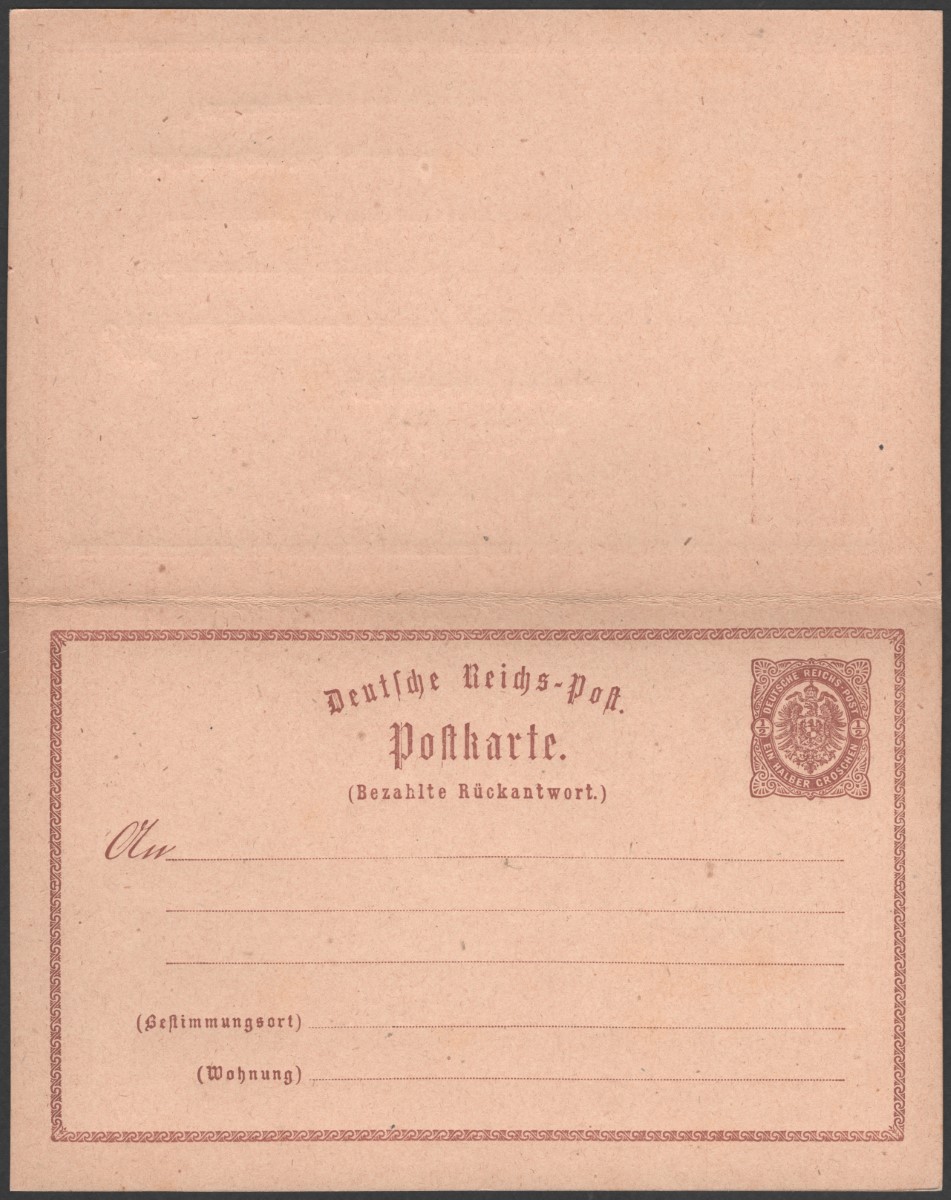 Deutſche Reichs-Poſt.
Poſtkarte.
(Bezahlte Rückantwort.)
DEUTSCHE REICHS-POST
½ ½
EIN HALBER GROSCHEN
An
(Beſtimmungsort)
(Wohnung)